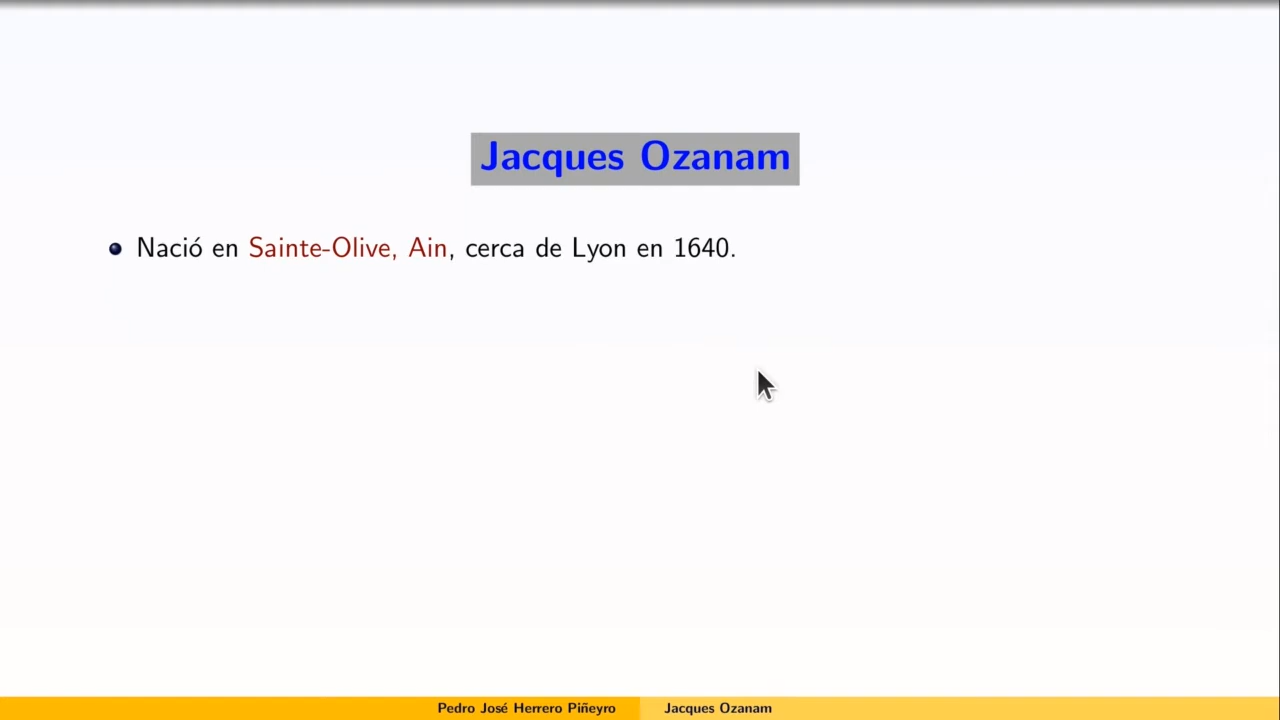 Jacques Ozanam
Nació en Sainte-Olive, Ain, cerca de Lyon en 1640.
Pedro José Herrero Piñeyro
Jacques Ozanam